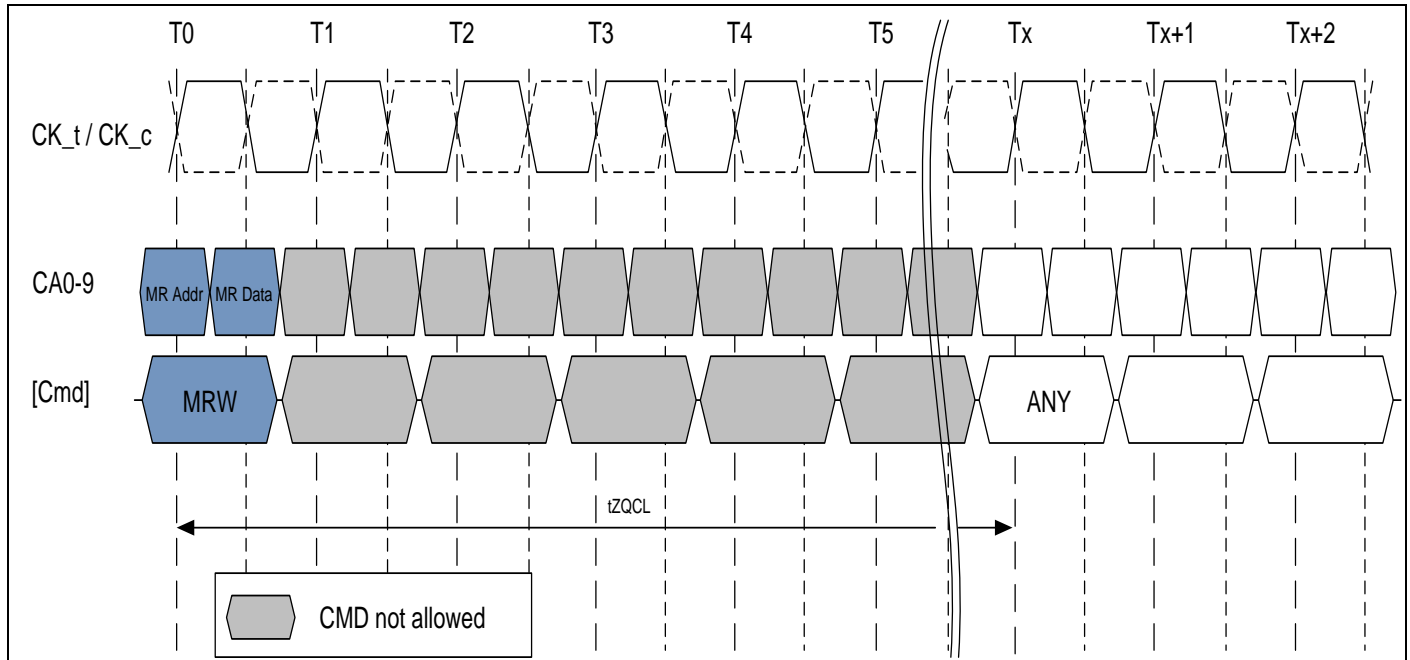 T0 T1 T2 T3 T4 T5 Tx Tx+1 Tx+2
CK_t / CK_c
CA0-9 MR Addr MR Data
[Cmd] MRW ANY
tZQCL
CMD not allowed